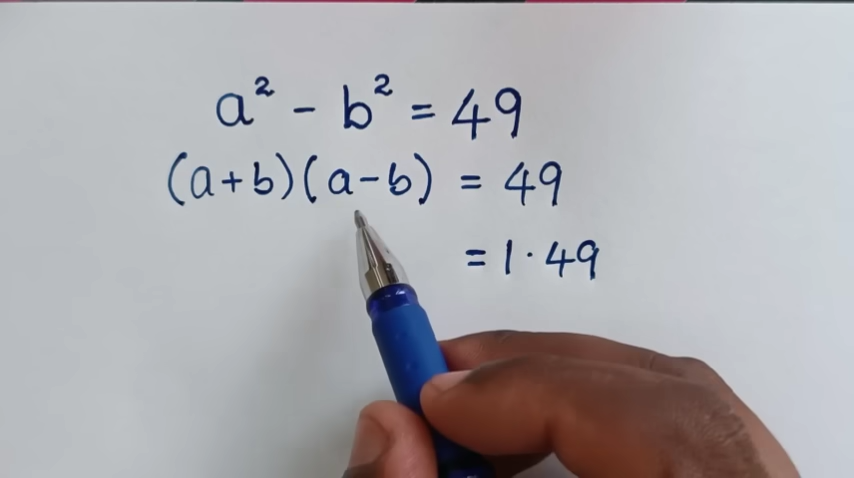 a² - b² = 49
(a+b)(a-b) = 49
= 1·49